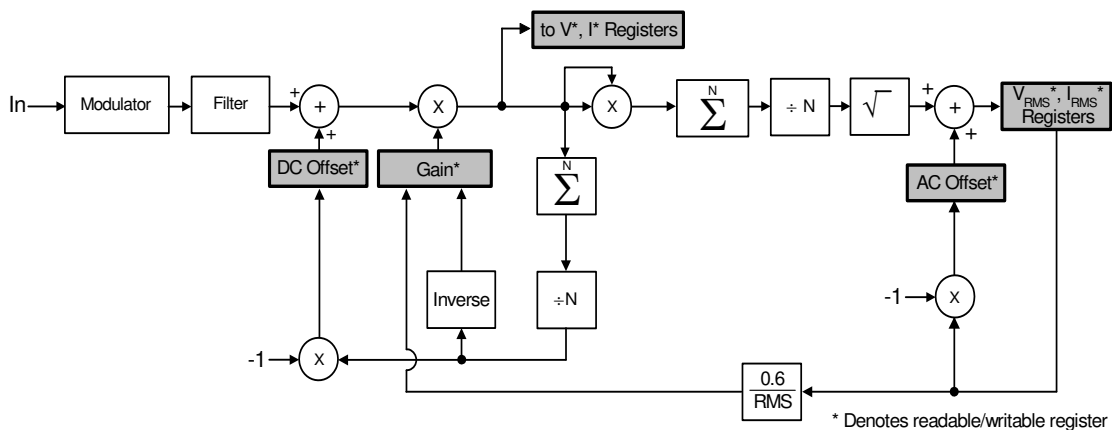 to V*, I* Registers
In
Modulator
Filter
+
+
+
DC Offset*
X
Gain*
X
N
∑
÷N
Inverse
-1
X
N
∑
÷ N
√
+
+
+
V_RMS*, I_RMS*
Registers
AC Offset*
-1
X
0.6
RMS
* Denotes readable/writable register